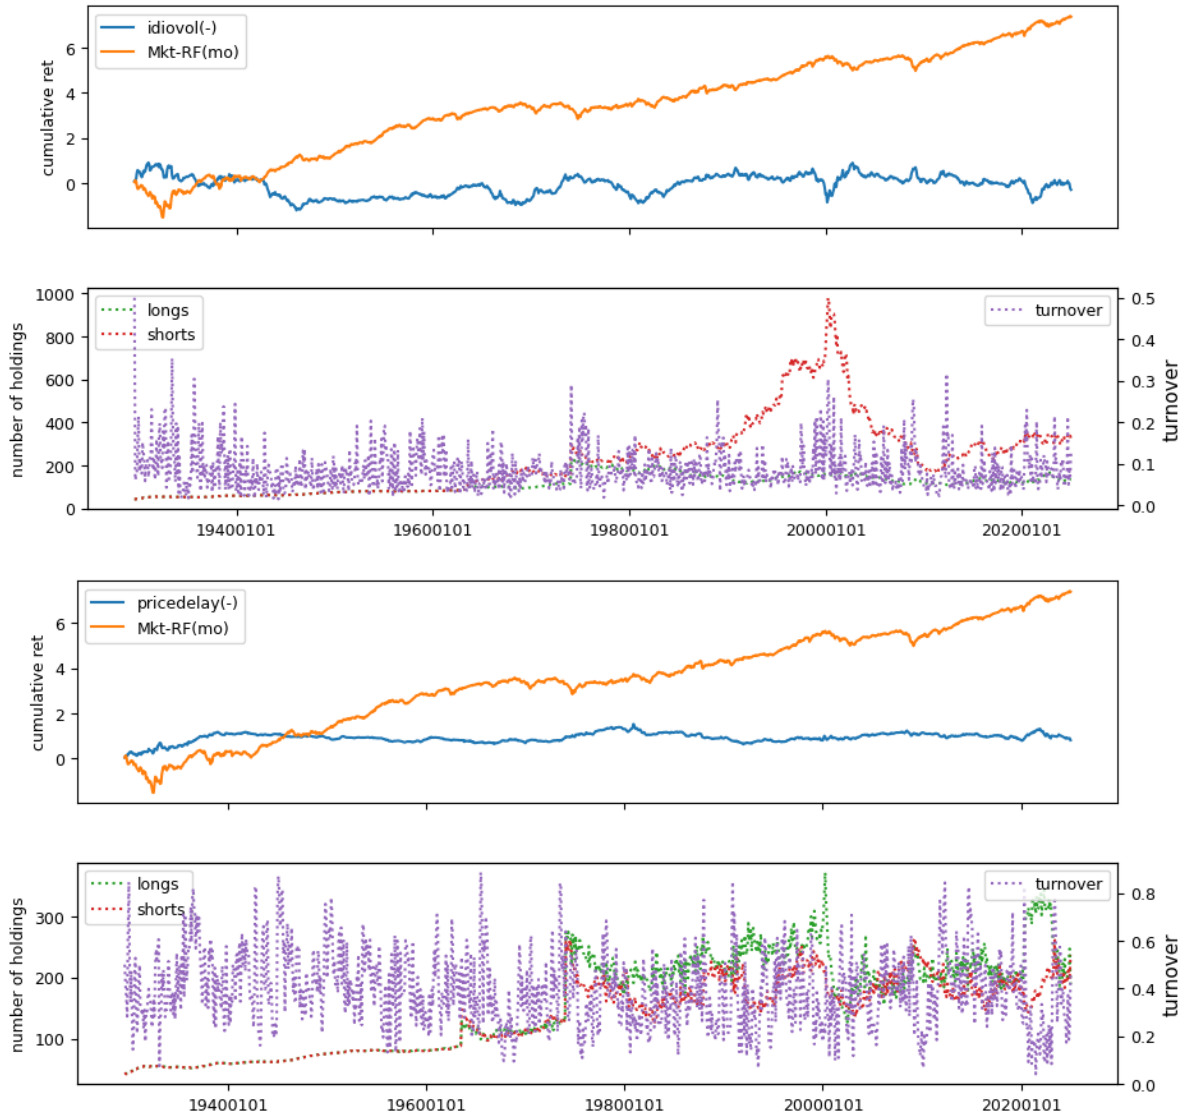 idiovol(-)
Mkt-RF(mo)
cumulative ret
6
4
2
0
longs
shorts
turnover
number of holdings
1000
800
600
400
200
0
0.5
0.4
0.3
0.2
0.1
0.0
turnover
19400101
19600101
19800101
20000101
20200101
pricedelay(-)
Mkt-RF(mo)
cumulative ret
6
4
2
0
longs
shorts
turnover
number of holdings
300
200
100
0.8
0.6
0.4
0.2
0.0
turnover
19400101
19600101
19800101
20000101
20200101